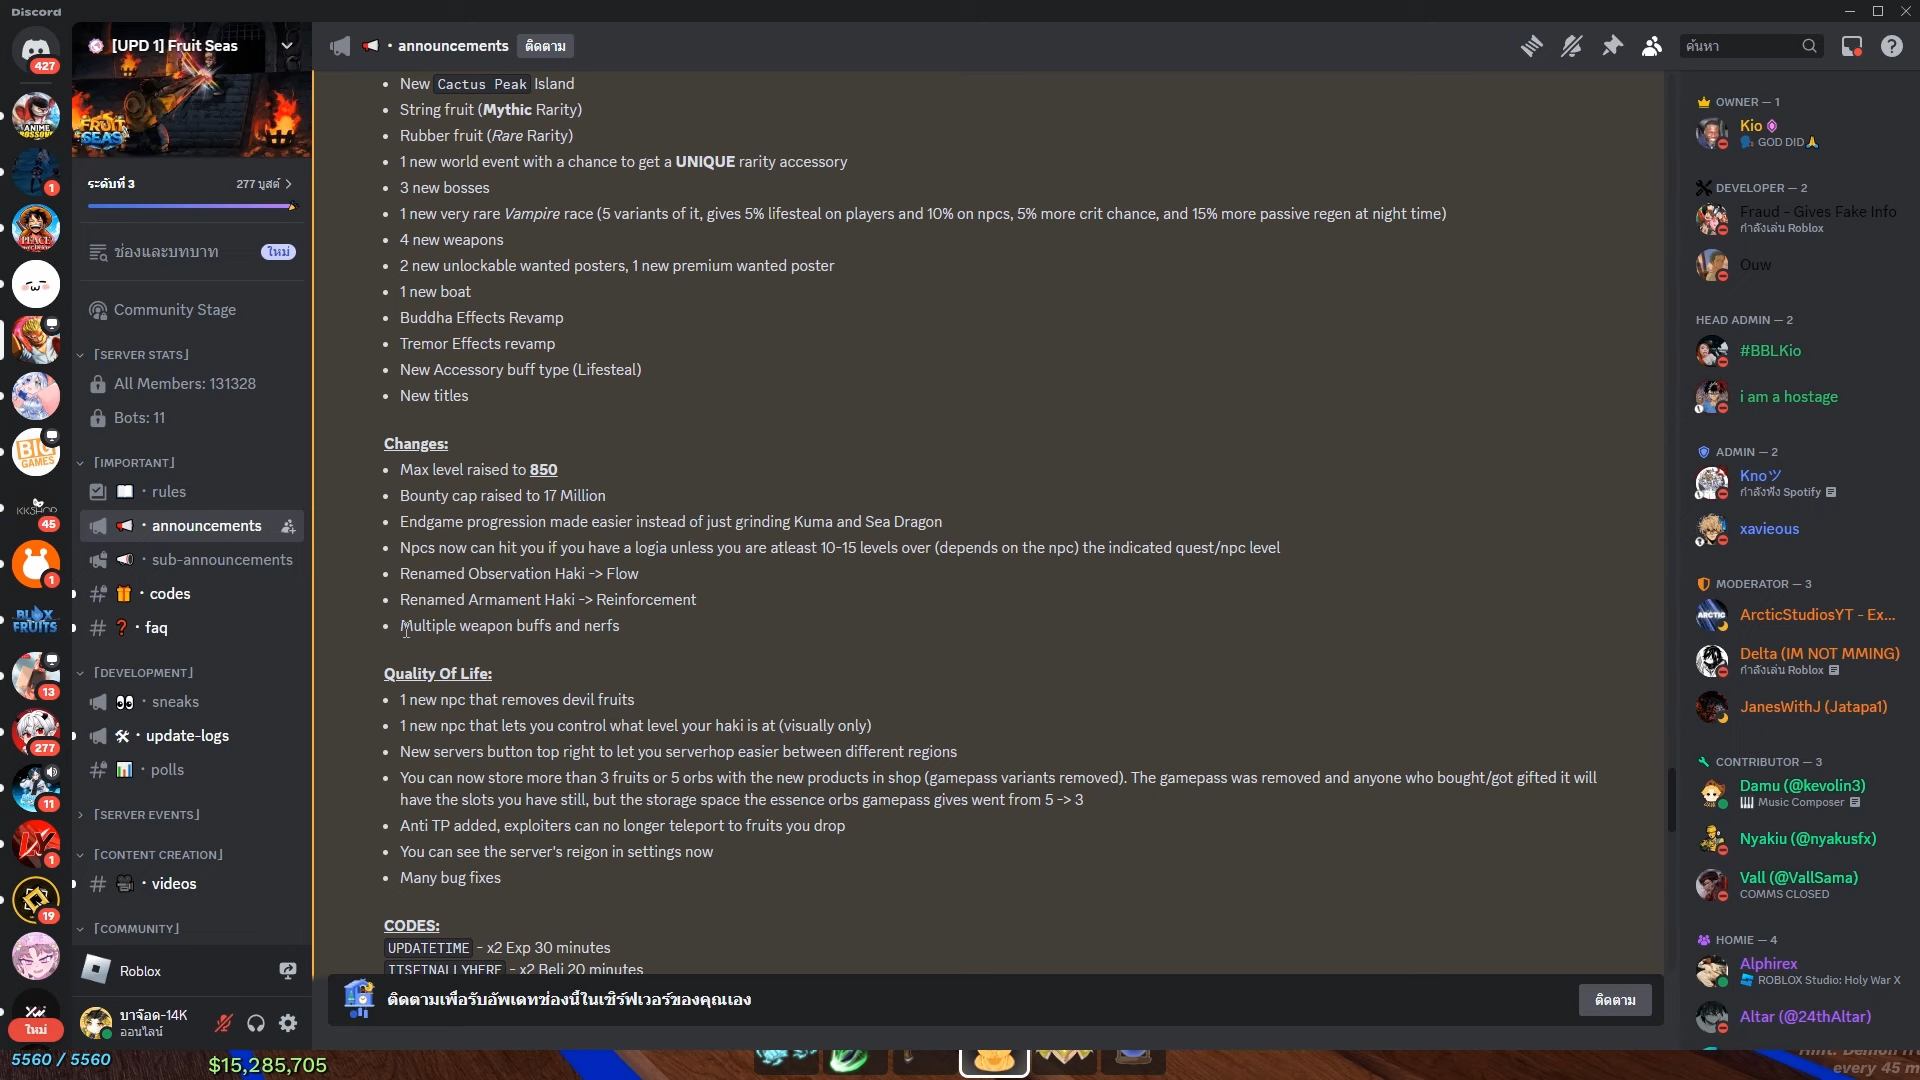 Discord
427
[UPD 1] Fruit Seas
• announcements
ติดตาม
ค้นหา
ระดับที่ 3
277 บูสต์
ช่องและบทบาท
ใหม่
Community Stage
「SERVER STATS」
All Members: 131328
Bots: 11
「IMPORTANT」
• rules
• announcements
• sub-announcements
• codes
• faq
「DEVELOPMENT」
• sneaks
• update-logs
• polls
「SERVER EVENTS」
「CONTENT CREATION」
• videos
「COMMUNITY」
Roblox
บาจ๊อด-14K
ออนไลน์
ANIME
1
PEACE
BIG GAMES
KKSHOP
45
1
BLOX FRUITS
13
277
11
1
19
ใหม่
FRUIT SEAS
• New Cactus Peak Island
• String fruit (Mythic Rarity)
• Rubber fruit (Rare Rarity)
• 1 new world event with a chance to get a UNIQUE rarity accessory
• 3 new bosses
• 1 new very rare Vampire race (5 variants of it, gives 5% lifesteal on players and 10% on npcs, 5% more crit chance, and 15% more passive regen at night time)
• 4 new weapons
• 2 new unlockable wanted posters, 1 new premium wanted poster
• 1 new boat
• Buddha Effects Revamp
• Tremor Effects revamp
• New Accessory buff type (Lifesteal)
• New titles
Changes:
• Max level raised to 850
• Bounty cap raised to 17 Million
• Endgame progression made easier instead of just grinding Kuma and Sea Dragon
• Npcs now can hit you if you have a logia unless you are atleast 10-15 levels over (depends on the npc) the indicated quest/npc level
• Renamed Observation Haki -> Flow
• Renamed Armament Haki -> Reinforcement
• Multiple weapon buffs and nerfs
Quality Of Life:
• 1 new npc that removes devil fruits
• 1 new npc that lets you control what level your haki is at (visually only)
• New servers button top right to let you serverhop easier between different regions
• You can now store more than 3 fruits or 5 orbs with the new products in shop (gamepass variants removed). The gamepass was removed and anyone who bought/got gifted it will
have the slots you have still, but the storage space the essence orbs gamepass gives went from 5 -> 3
• Anti TP added, exploiters can no longer teleport to fruits you drop
• You can see the server's reigon in settings now
• Many bug fixes
CODES:
UPDATETIME - x2 Exp 30 minutes
ITSFINALLYHERE - x2 Beli 20 minutes
ติดตามเพื่อรับอัพเดทช่องนี้ในเซิร์ฟเวอร์ของคุณเอง
ติดตาม
OWNER — 1
Kio
GOD DID
DEVELOPER — 2
Fraud - Gives Fake Info
กำลังเล่น Roblox
Ouw
HEAD ADMIN — 2
#BBLKio
i am a hostage
ADMIN — 2
Knoツ
กำลังฟัง Spotify
xavieous
MODERATOR — 3
ArcticStudiosYT - Ex...
Delta (IM NOT MMING)
กำลังเล่น Roblox
JanesWithJ (Jatapa1)
CONTRIBUTOR — 3
Damu (@kevolin3)
Music Composer
Nyakiu (@nyakusfx)
Vall (@VallSama)
COMMS CLOSED
HOMIE — 4
Alphirex
ROBLOX Studio: Holy War X
Altar (@24thAltar)
5560 / 5560
$15,285,705
every 45 m